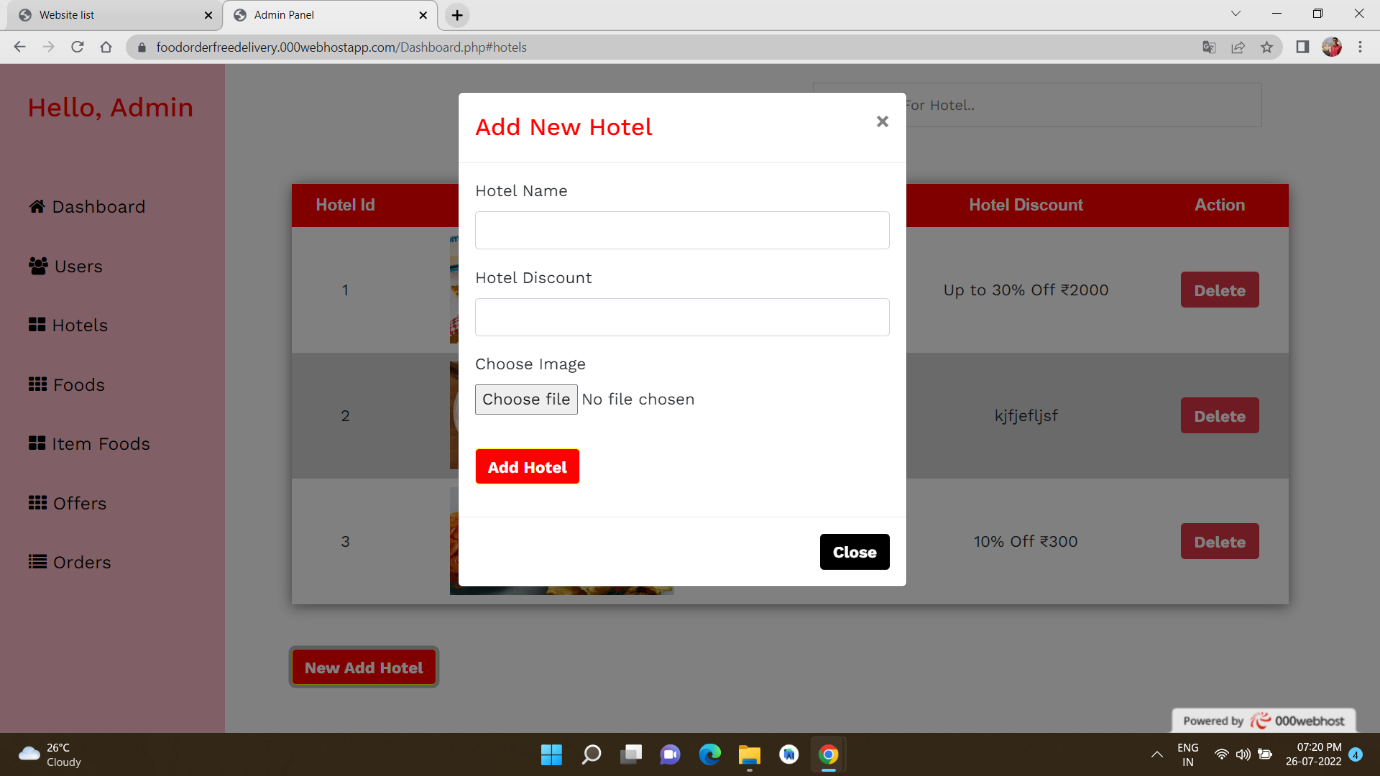 Website list
Admin Panel
foodorderfreedelivery.000webhostapp.com/Dashboard.php#hotels
Hello, Admin
Dashboard
Users
Hotels
Foods
Item Foods
Offers
Orders
For Hotel..
Add New Hotel
×
Hotel Name
Hotel Discount
Choose Image
Choose file No file chosen
Add Hotel
Close
Hotel Id Hotel Discount Action
1 Up to 30% Off ₹2000 Delete
2 kjfjefljsf Delete
3 10% Off ₹300 Delete
New Add Hotel
Powered by 000webhost
26°C
Cloudy
ENG
IN
07:20 PM
26-07-2022
4